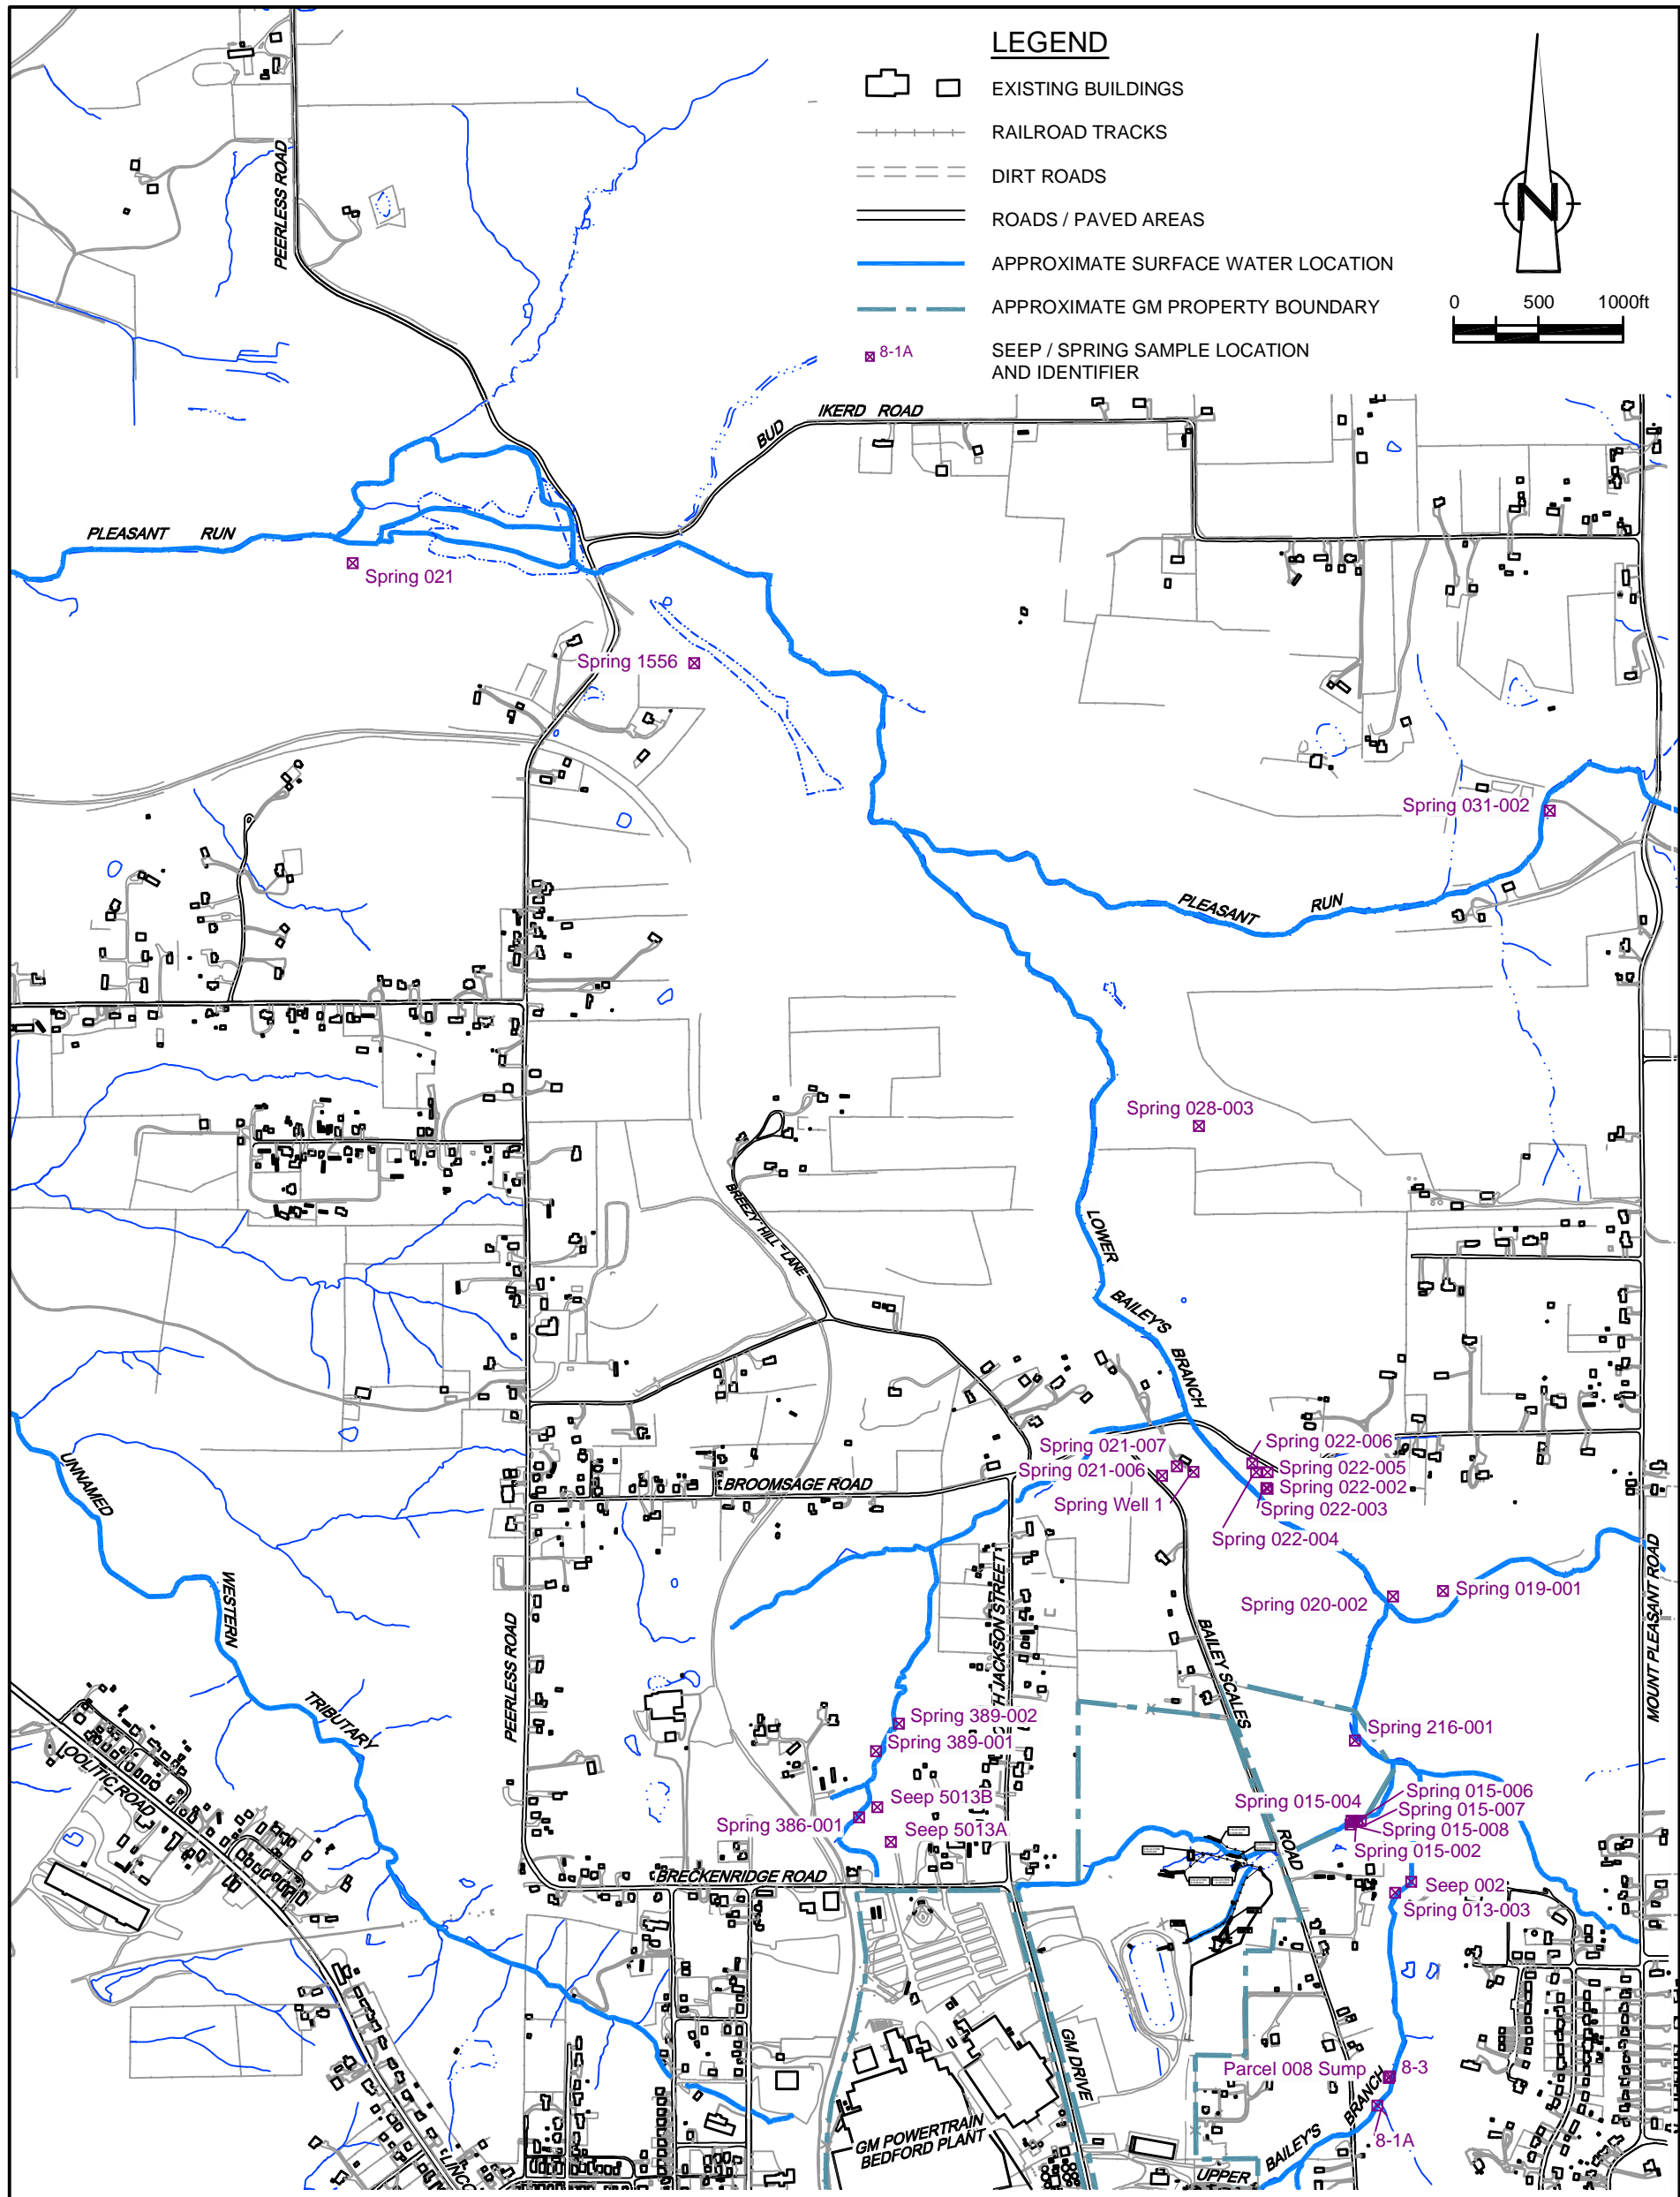 LEGEND
EXISTING BUILDINGS
RAILROAD TRACKS
DIRT ROADS
ROADS / PAVED AREAS
APPROXIMATE SURFACE WATER LOCATION
APPROXIMATE GM PROPERTY BOUNDARY
8-1A
SEEP / SPRING SAMPLE LOCATION
AND IDENTIFIER
N
0 500 1000ft
PEERLESS ROAD
BUD IKERD ROAD
PLEASANT RUN
Spring 021
Spring 1556
Spring 031-002
PLEASANT RUN
Spring 028-003
BREEZY HILL LANE
LOWER BAILEY'S BRANCH
Spring 021-007
Spring 021-006
Spring Well 1
Spring 022-006
Spring 022-005
Spring 022-002
Spring 022-003
Spring 022-004
BROOMSAGE ROAD
UNNAMED WESTERN TRIBUTARY
PEERLESS ROAD
H JACKSON STREET
BAILEY SCALES ROAD
MOUNT PLEASANT ROAD
Spring 019-001
Spring 020-002
Spring 389-002
Spring 389-001
Seep 5013B
Spring 386-001
Seep 5013A
Spring 216-001
Spring 015-006
Spring 015-004
Spring 015-007
Spring 015-008
Spring 015-002
OOLITIC ROAD
BRECKENRIDGE ROAD
Seep 002
Spring 013-003
GM DRIVE
Parcel 008 Sump
8-3
8-1A
GM POWERTRAIN
BEDFORD PLANT
UPPER BAILEY'S BRANCH
LINCO